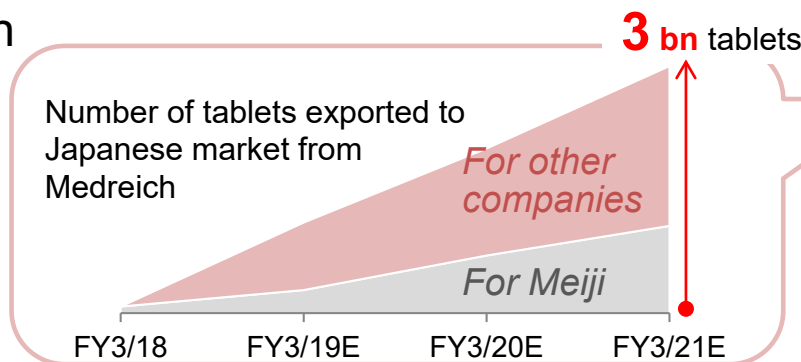 3 bn tablets
Number of tablets exported to
Japanese market from
Medreich
For other
companies
For Meiji
FY3/18 FY3/19E FY3/20E FY3/21E